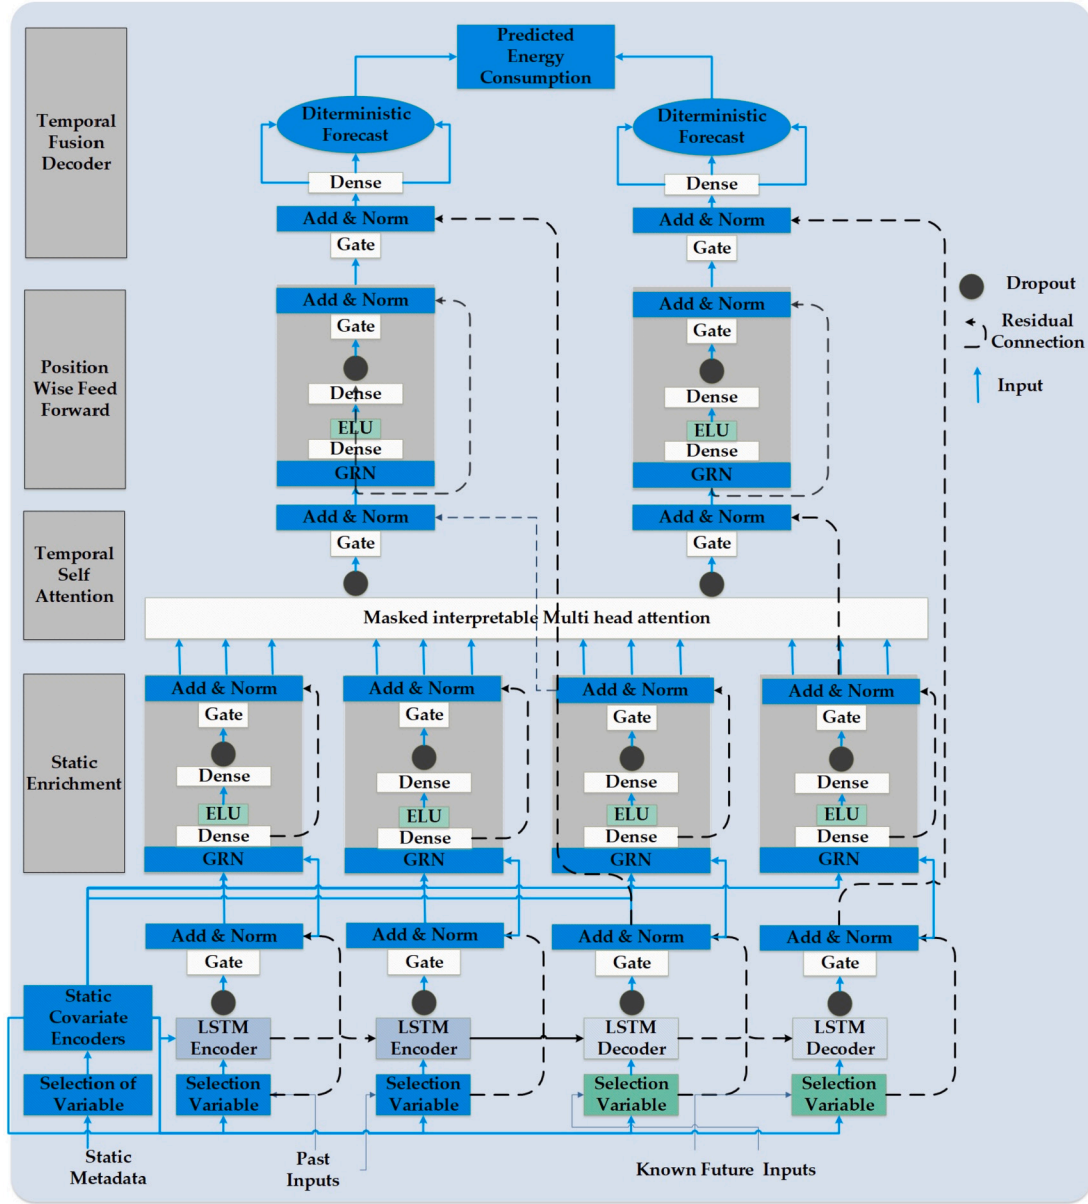 Predicted
Energy
Consumption
Temporal
Fusion
Decoder
Diterministic
Forecast
Diterministic
Forecast
Dense
Dense
Add & Norm
Add & Norm
Gate
Gate
Dropout
Residual
Connection
Input
Position
Wise Feed
Forward
Add & Norm
Gate
Dense
ELU
Dense
GRN
Add & Norm
Gate
Dense
ELU
Dense
GRN
Temporal
Self
Attention
Add & Norm
Gate
Add & Norm
Gate
Masked interpretable Multi head attention
Static
Enrichment
Add & Norm
Gate
Dense
ELU
Dense
GRN
Add & Norm
Gate
Dense
ELU
Dense
GRN
Add & Norm
Gate
Dense
ELU
Dense
GRN
Add & Norm
Gate
Dense
ELU
Dense
GRN
Add & Norm
Gate
Add & Norm
Gate
Add & Norm
Gate
Add & Norm
Gate
Static
Covariate
Encoders
LSTM
Encoder
LSTM
Encoder
LSTM
Decoder
LSTM
Decoder
Selection of
Variable
Selection
Variable
Selection
Variable
Selection
Variable
Selection
Variable
Static
Metadata
Past
Inputs
Known Future Inputs